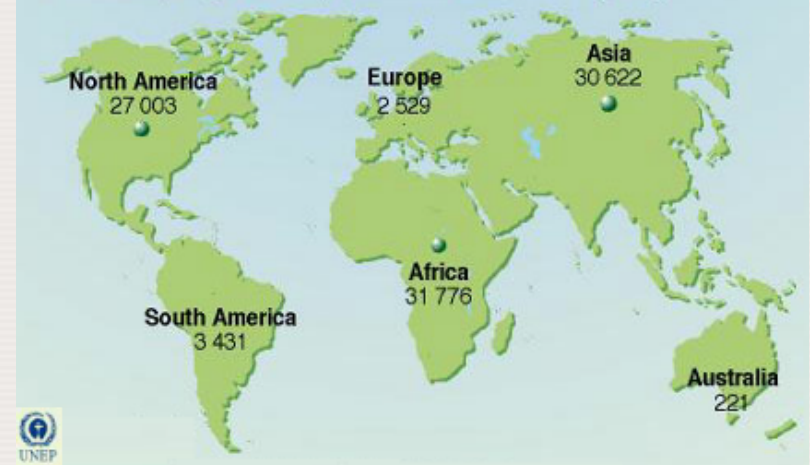 North America
27 003
Europe
2 529
Asia
30 622
Africa
31 776
South America
3 431
Australia
221
UNEP